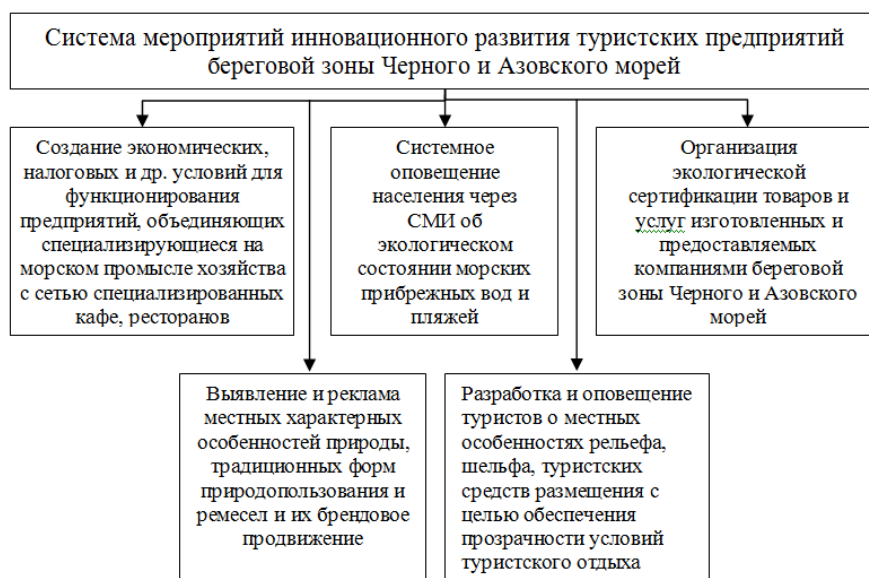 Система мероприятий инновационного развития туристских предприятий
береговой зоны Черного и Азовского морей
Создание экономических,
налоговых и др. условий для
функционирования
предприятий, объединяющих
специализирующиеся на
морском промысле хозяйства
с сетью специализированных
кафе, ресторанов
Системное
оповещение
населения через
СМИ об
экологическом
состоянии морских
прибрежных вод и
пляжей
Организация
экологической
сертификации товаров и
услуг изготовленных и
предоставляемых
компаниями береговой
зоны Черного и Азовского
морей
Выявление и реклама
местных характерных
особенностей природы,
традиционных форм
природопользования и
ремесел и их брендовое
продвижение
Разработка и оповещение
туристов о местных
особенностях рельефа,
шельфа, туристских
средств размещения с
целью обеспечения
прозрачности условий
туристского отдыха